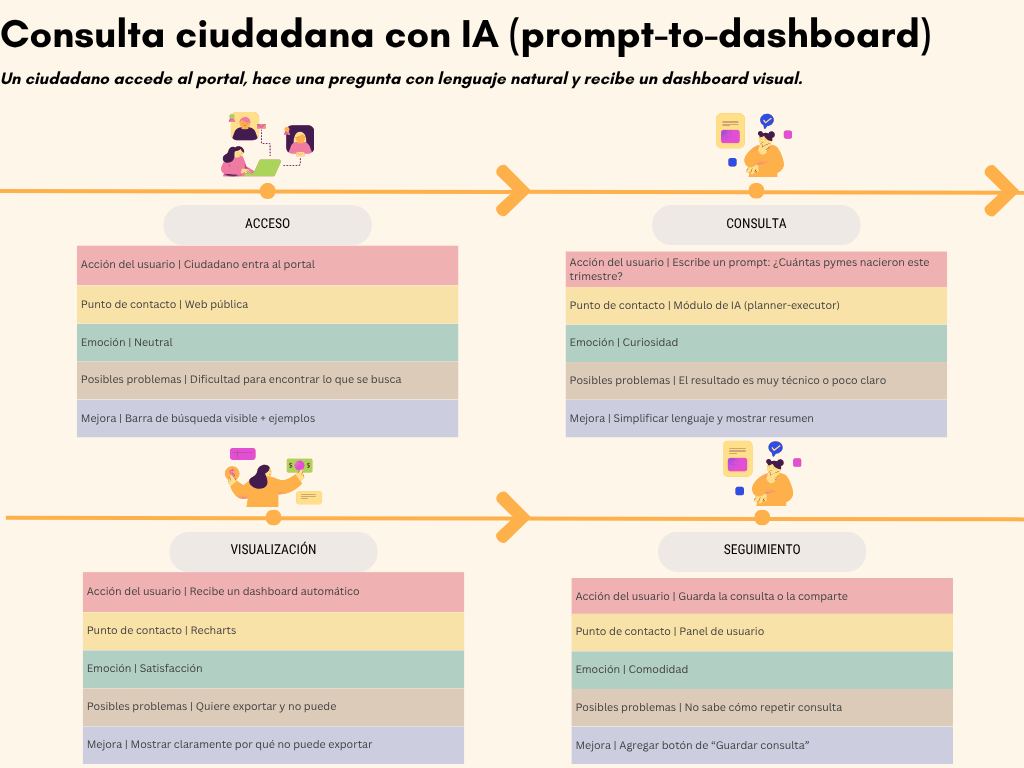 Consulta ciudadana con IA (prompt-to-dashboard)
Un ciudadano accede al portal, hace una pregunta con lenguaje natural y recibe un dashboard visual.
ACCESO
Acción del usuario | Ciudadano entra al portal
Punto de contacto | Web pública
Emoción | Neutral
Posibles problemas | Dificultad para encontrar lo que se busca
Mejora | Barra de búsqueda visible + ejemplos
CONSULTA
Acción del usuario | Escribe un prompt: ¿Cuántas pymes nacieron este
trimestre?
Punto de contacto | Módulo de IA (planner-executor)
Emoción | Curiosidad
Posibles problemas | El resultado es muy técnico o poco claro
Mejora | Simplificar lenguaje y mostrar resumen
$ $
VISUALIZACIÓN
Acción del usuario | Recibe un dashboard automático
Punto de contacto | Recharts
Emoción | Satisfacción
Posibles problemas | Quiere exportar y no puede
Mejora | Mostrar claramente por qué no puede exportar
SEGUIMIENTO
Acción del usuario | Guarda la consulta o la comparte
Punto de contacto | Panel de usuario
Emoción | Comodidad
Posibles problemas | No sabe cómo repetir consulta
Mejora | Agregar botón de “Guardar consulta”